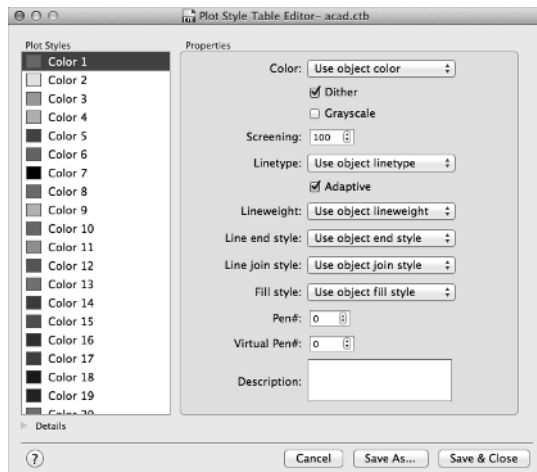 Plot Style Table Editor– acad.ctb
Plot Styles
Color 1
Color 2
Color 3
Color 4
Color 5
Color 6
Color 7
Color 8
Color 9
Color 10
Color 11
Color 12
Color 13
Color 14
Color 15
Color 16
Color 17
Color 18
Color 19
Color 20
Details
Properties
Color: Use object color
Dither
Grayscale
Screening: 100
Linetype: Use object linetype
Adaptive
Lineweight: Use object lineweight
Line end style: Use object end style
Line join style: Use object join style
Fill style: Use object fill style
Pen#: 0
Virtual Pen#: 0
Description:
?
Cancel
Save As...
Save & Close